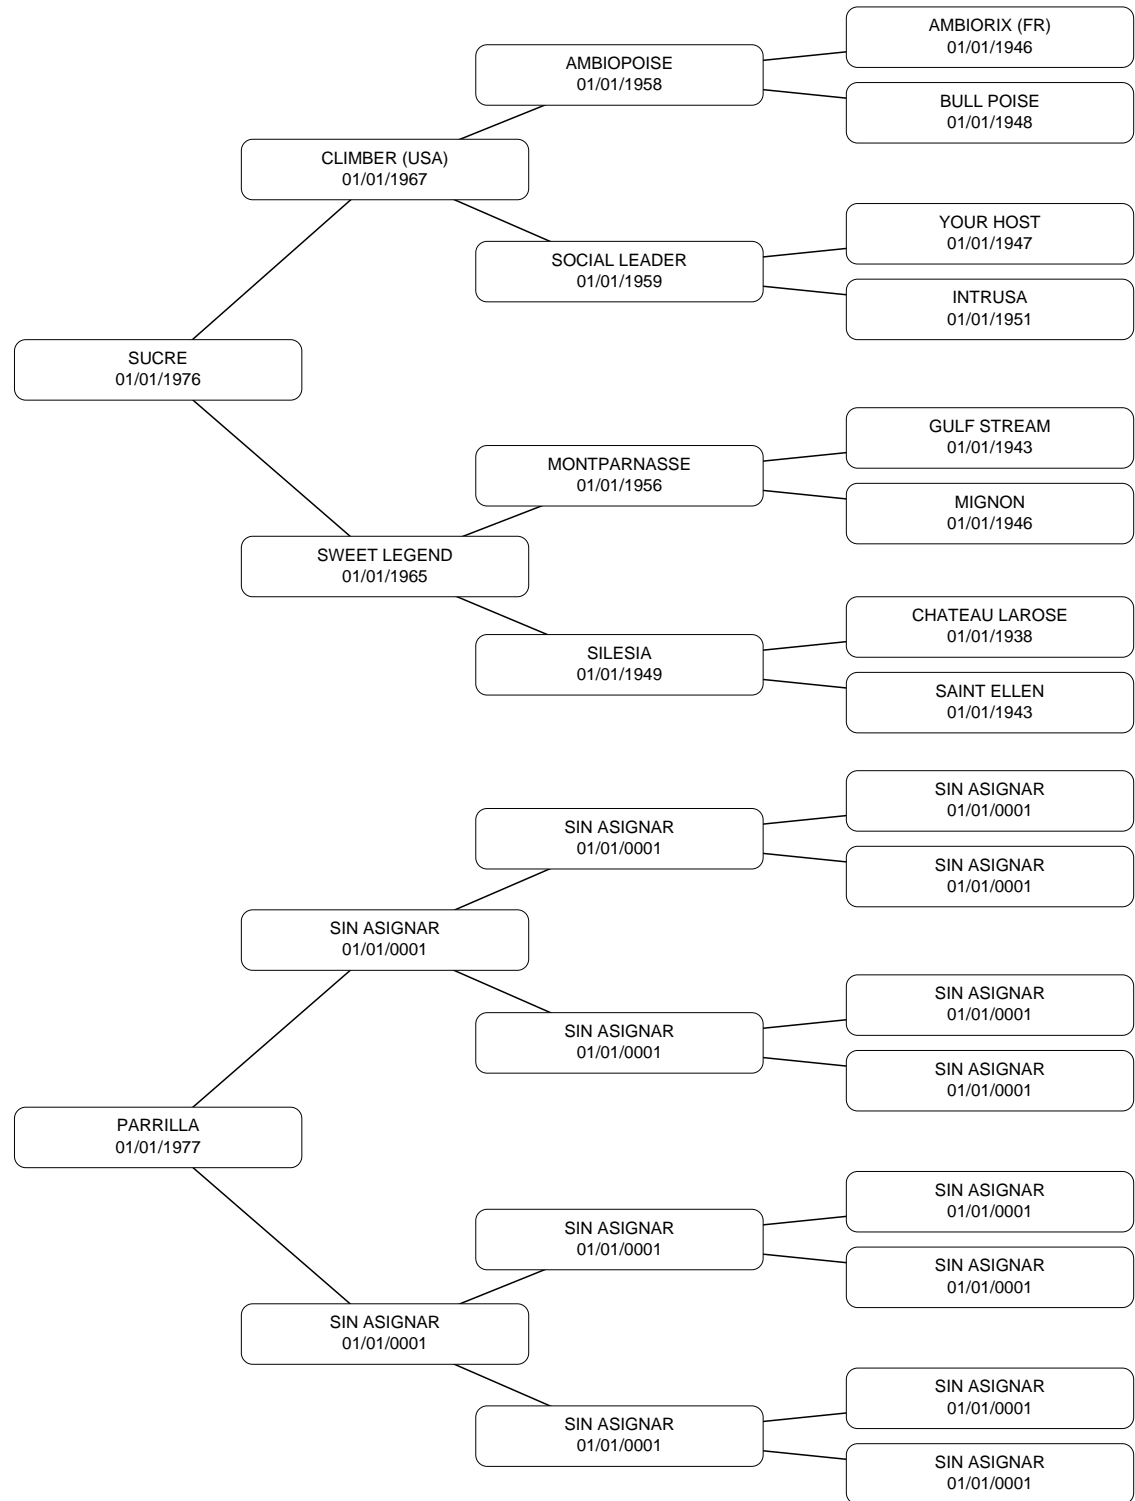 AMBIORIX (FR)
01/01/1946
AMBIOPOISE
01/01/1958
BULL POISE
01/01/1948
CLIMBER (USA)
01/01/1967
YOUR HOST
01/01/1947
SOCIAL LEADER
01/01/1959
INTRUSA
01/01/1951
SUCRE
01/01/1976
GULF STREAM
01/01/1943
MONTPARNASSE
01/01/1956
MIGNON
01/01/1946
SWEET LEGEND
01/01/1965
CHATEAU LAROSE
01/01/1938
SILESIA
01/01/1949
SAINT ELLEN
01/01/1943
SIN ASIGNAR
01/01/0001
SIN ASIGNAR
01/01/0001
SIN ASIGNAR
01/01/0001
SIN ASIGNAR
01/01/0001
SIN ASIGNAR
01/01/0001
SIN ASIGNAR
01/01/0001
SIN ASIGNAR
01/01/0001
PARRILLA
01/01/1977
SIN ASIGNAR
01/01/0001
SIN ASIGNAR
01/01/0001
SIN ASIGNAR
01/01/0001
SIN ASIGNAR
01/01/0001
SIN ASIGNAR
01/01/0001
SIN ASIGNAR
01/01/0001
SIN ASIGNAR
01/01/0001